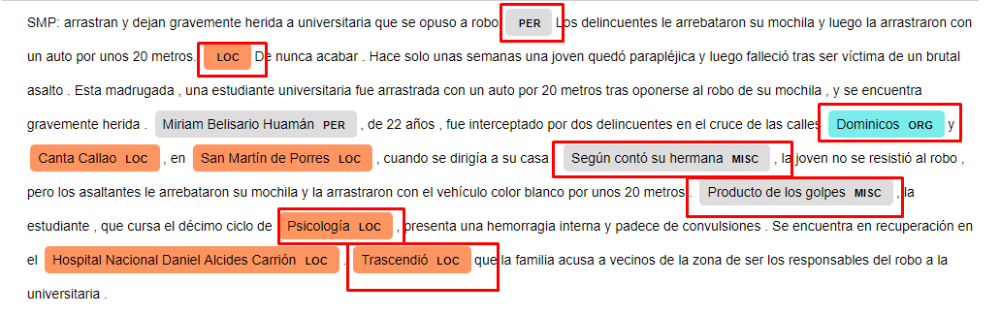 SMP: arrastran y dejan gravemente herida a universitaria que se opuso a robo PER Los delincuentes le arrebataron su mochila y luego la arrastraron con
un auto por unos 20 metros. LOC De nunca acabar . Hace solo unas semanas una joven quedó parapléjica y luego falleció tras ser víctima de un brutal
asalto . Esta madrugada , una estudiante universitaria fue arrastrada con un auto por 20 metros tras oponerse al robo de su mochila , y se encuentra
gravemente herida . Miriam Belisario Huamán PER , de 22 años , fue interceptado por dos delincuentes en el cruce de las calles Dominicos ORG y
Canta Callao LOC , en San Martín de Porres LOC , cuando se dirigía a su casa . Según contó su hermana MISC , la joven no se resistió al robo ,
pero los asaltantes le arrebataron su mochila y la arrastraron con el vehículo color blanco por unos 20 metros . Producto de los golpes MISC , la
estudiante , que cursa el décimo ciclo de Psicología LOC , presenta una hemorragia interna y padece de convulsiones . Se encuentra en recuperación en
el Hospital Nacional Daniel Alcides Carrión LOC . Trascendió LOC que la familia acusa a vecinos de la zona de ser los responsables del robo a la
universitaria .